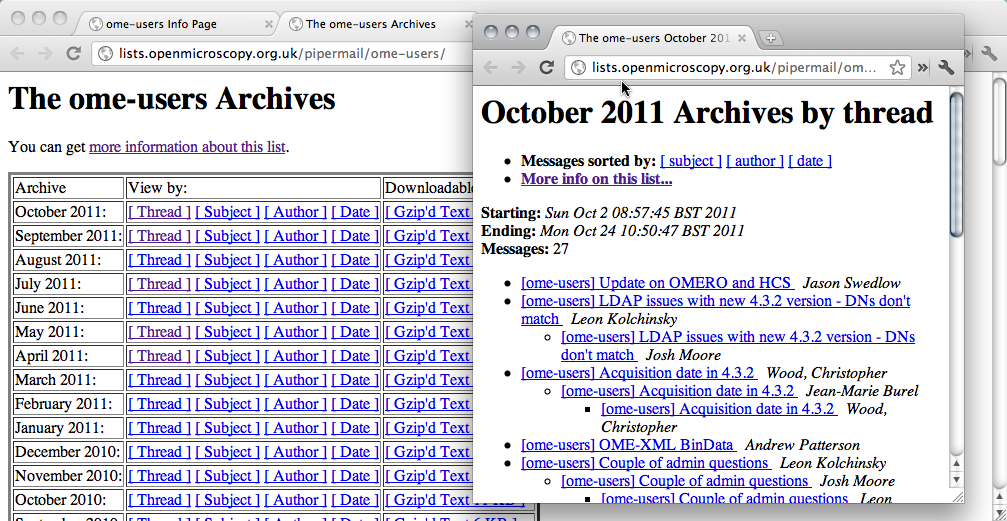 ome-users Info Page
The ome-users Archives
lists.openmicroscopy.org.uk/pipermail/ome-users/
The ome-users Archives
You can get more information about this list.
Archive View by: Downloadable
October 2011: [ Thread ] [ Subject ] [ Author ] [ Date ] [ Gzip'd Text
September 2011: [ Thread ] [ Subject ] [ Author ] [ Date ] [ Gzip'd Text
August 2011: [ Thread ] [ Subject ] [ Author ] [ Date ] [ Gzip'd Text
July 2011: [ Thread ] [ Subject ] [ Author ] [ Date ] [ Gzip'd Text
June 2011: [ Thread ] [ Subject ] [ Author ] [ Date ] [ Gzip'd Text
May 2011: [ Thread ] [ Subject ] [ Author ] [ Date ] [ Gzip'd Text
April 2011: [ Thread ] [ Subject ] [ Author ] [ Date ] [ Gzip'd Text
March 2011: [ Thread ] [ Subject ] [ Author ] [ Date ] [ Gzip'd Text
February 2011: [ Thread ] [ Subject ] [ Author ] [ Date ] [ Gzip'd Text
January 2011: [ Thread ] [ Subject ] [ Author ] [ Date ] [ Gzip'd Text
December 2010: [ Thread ] [ Subject ] [ Author ] [ Date ] [ Gzip'd Text
November 2010: [ Thread ] [ Subject ] [ Author ] [ Date ] [ Gzip'd Text
October 2010: [ Thread ] [ Subject ] [ Author ] [ Date ] [ Gzip'd Text
The ome-users October 201
lists.openmicroscopy.org.uk/pipermail/om...
October 2011 Archives by thread
• Messages sorted by: [ subject ] [ author ] [ date ]
• More info on this list...
Starting: Sun Oct 2 08:57:45 BST 2011
Ending: Mon Oct 24 10:50:47 BST 2011
Messages: 27
• [ome-users] Update on OMERO and HCS Jason Swedlow
• [ome-users] LDAP issues with new 4.3.2 version - DNs don't
match Leon Kolchinsky
○ [ome-users] LDAP issues with new 4.3.2 version - DNs
don't match Josh Moore
• [ome-users] Acquisition date in 4.3.2 Wood, Christopher
○ [ome-users] Acquisition date in 4.3.2 Jean-Marie Burel
▪ [ome-users] Acquisition date in 4.3.2 Wood,
Christopher
• [ome-users] OME-XML BinData Andrew Patterson
• [ome-users] Couple of admin questions Leon Kolchinsky
○ [ome-users] Couple of admin questions Josh Moore
▪ [ome-users] Couple of admin questions Leon